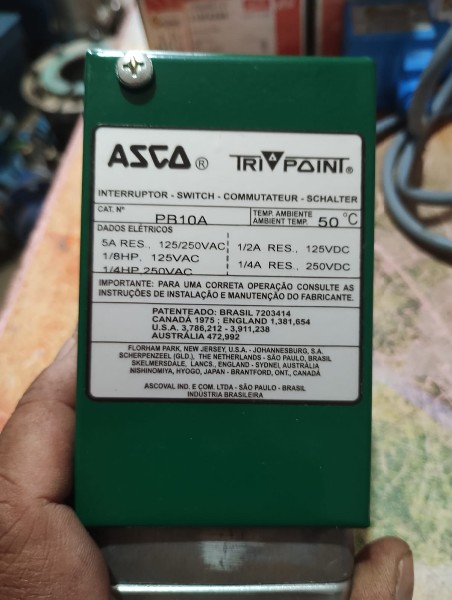 ASCO ® TRI POINT ®
INTERRUPTOR - SWITCH - COMMUTATEUR - SCHALTER
CAT. Nº PB10A TEMP. AMBIENTE
AMBIENT TEMP. 50 °C
DADOS ELÉTRICOS
5A RES., 125/250VAC 1/2A RES., 125VDC
1/8HP, 125VAC 1/4A RES., 250VDC
1/4HP 250VAC
IMPORTANTE: PARA UMA CORRETA OPERAÇÃO CONSULTE AS
INSTRUÇÕES DE INSTALAÇÃO E MANUTENÇÃO DO FABRICANTE.
PATENTEADO: BRASIL 7203414
CANADÁ 1975 ; ENGLAND 1,381,654
U.S.A. 3,786,212 - 3,911,238
AUSTRÁLIA 472,992
FLORHAM PARK, NEW JERSEY, U.S.A. - JOHANNESBURG, S.A.
SCHERPENZEEL (GLD.), THE NETHERLANDS - SÃO PAULO, BRASIL
SKELMERSDALE, LANCS., ENGLAND - SYDNEI AUSTRÁLIA
NISHINOMIYA, HYOGO, JAPAN - BRANTFORD, ONT., CANADÁ
ASCOVAL IND. E COM. LTDA - SÃO PAULO - BRASIL
INDÚSTRIA BRASILEIRA